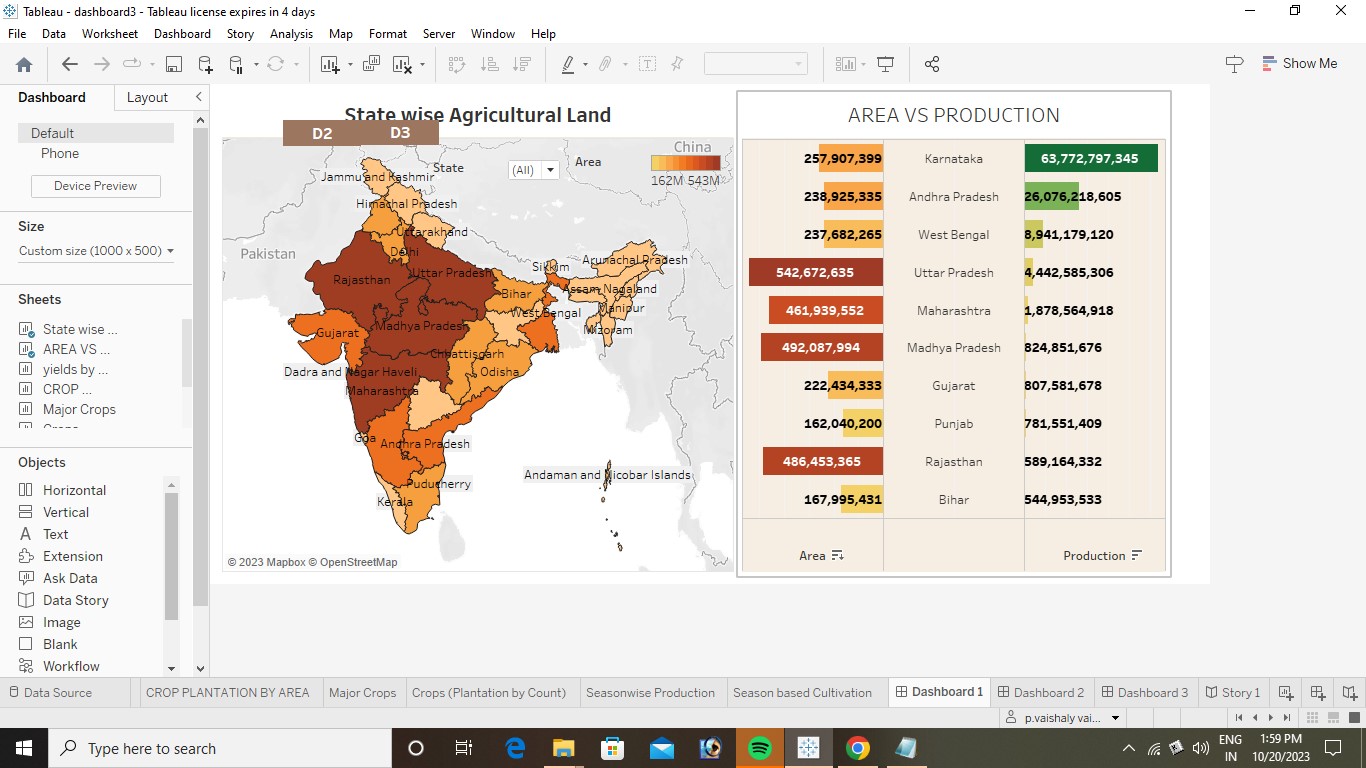 Tableau - dashboard3 - Tableau license expires in 4 days
File Data Worksheet Dashboard Story Analysis Map Format Server Window Help
Show Me
Dashboard Layout
Default
Phone
Device Preview
Size
Custom size (1000 x 500)
Sheets
State wise ...
AREA VS ...
yields by ...
CROP ...
Major Crops
Objects
Horizontal
Vertical
Text
Extension
Ask Data
Data Story
Image
Blank
Workflow
State wise Agricultural Land
D2 D3
State
(All)
Area
162M 543M
China
Pakistan
Jammu and Kashmir
Himachal Pradesh
Uttarakhand
Delhi
Rajasthan
Uttar Pradesh
Sikkim
Arunachal Pradesh
Bihar
Assam Nagaland
Manipur
West Bengal
Mizoram
Gujarat
Madhya Pradesh
Chhattisgarh
Dadra and Nagar Haveli
Odisha
Maharashtra
Goa
Andhra Pradesh
Andaman and Nicobar Islands
Puducherry
Kerala
© 2023 Mapbox © OpenStreetMap
AREA VS PRODUCTION
257,907,399 Karnataka 63,772,797,345
238,925,335 Andhra Pradesh 26,076,218,605
237,682,265 West Bengal 8,941,179,120
542,672,635 Uttar Pradesh 4,442,585,306
461,939,552 Maharashtra 1,878,564,918
492,087,994 Madhya Pradesh 824,851,676
222,434,333 Gujarat 807,581,678
162,040,200 Punjab 781,551,409
486,453,365 Rajasthan 589,164,332
167,995,431 Bihar 544,953,533
Area Production
Data Source CROP PLANTATION BY AREA Major Crops Crops (Plantation by Count) Seasonwise Production Season based Cultivation Dashboard 1 Dashboard 2 Dashboard 3 Story 1
p.vaishaly vai...
Type here to search
ENG
IN
1:59 PM
10/20/2023